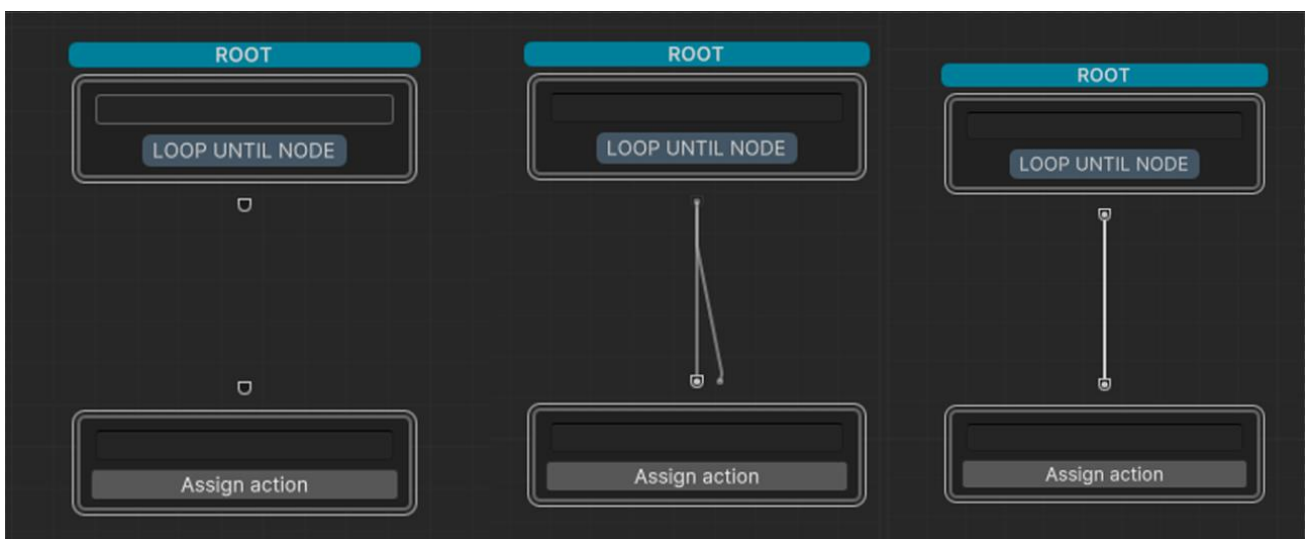 ROOT
LOOP UNTIL NODE
Assign action
ROOT
LOOP UNTIL NODE
Assign action
ROOT
LOOP UNTIL NODE
Assign action